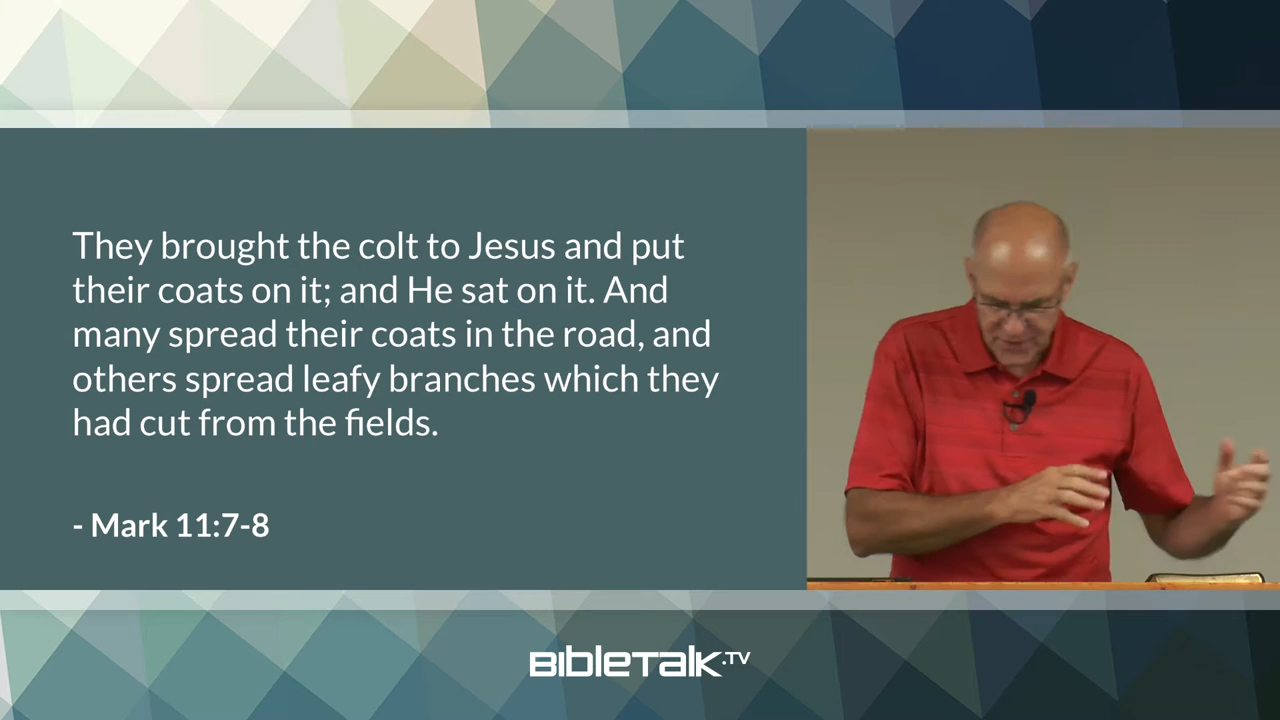 They brought the colt to Jesus and put
their coats on it; and He sat on it. And
many spread their coats in the road, and
others spread leafy branches which they
had cut from the fields.
- Mark 11:7-8
BIBLETALK.TV